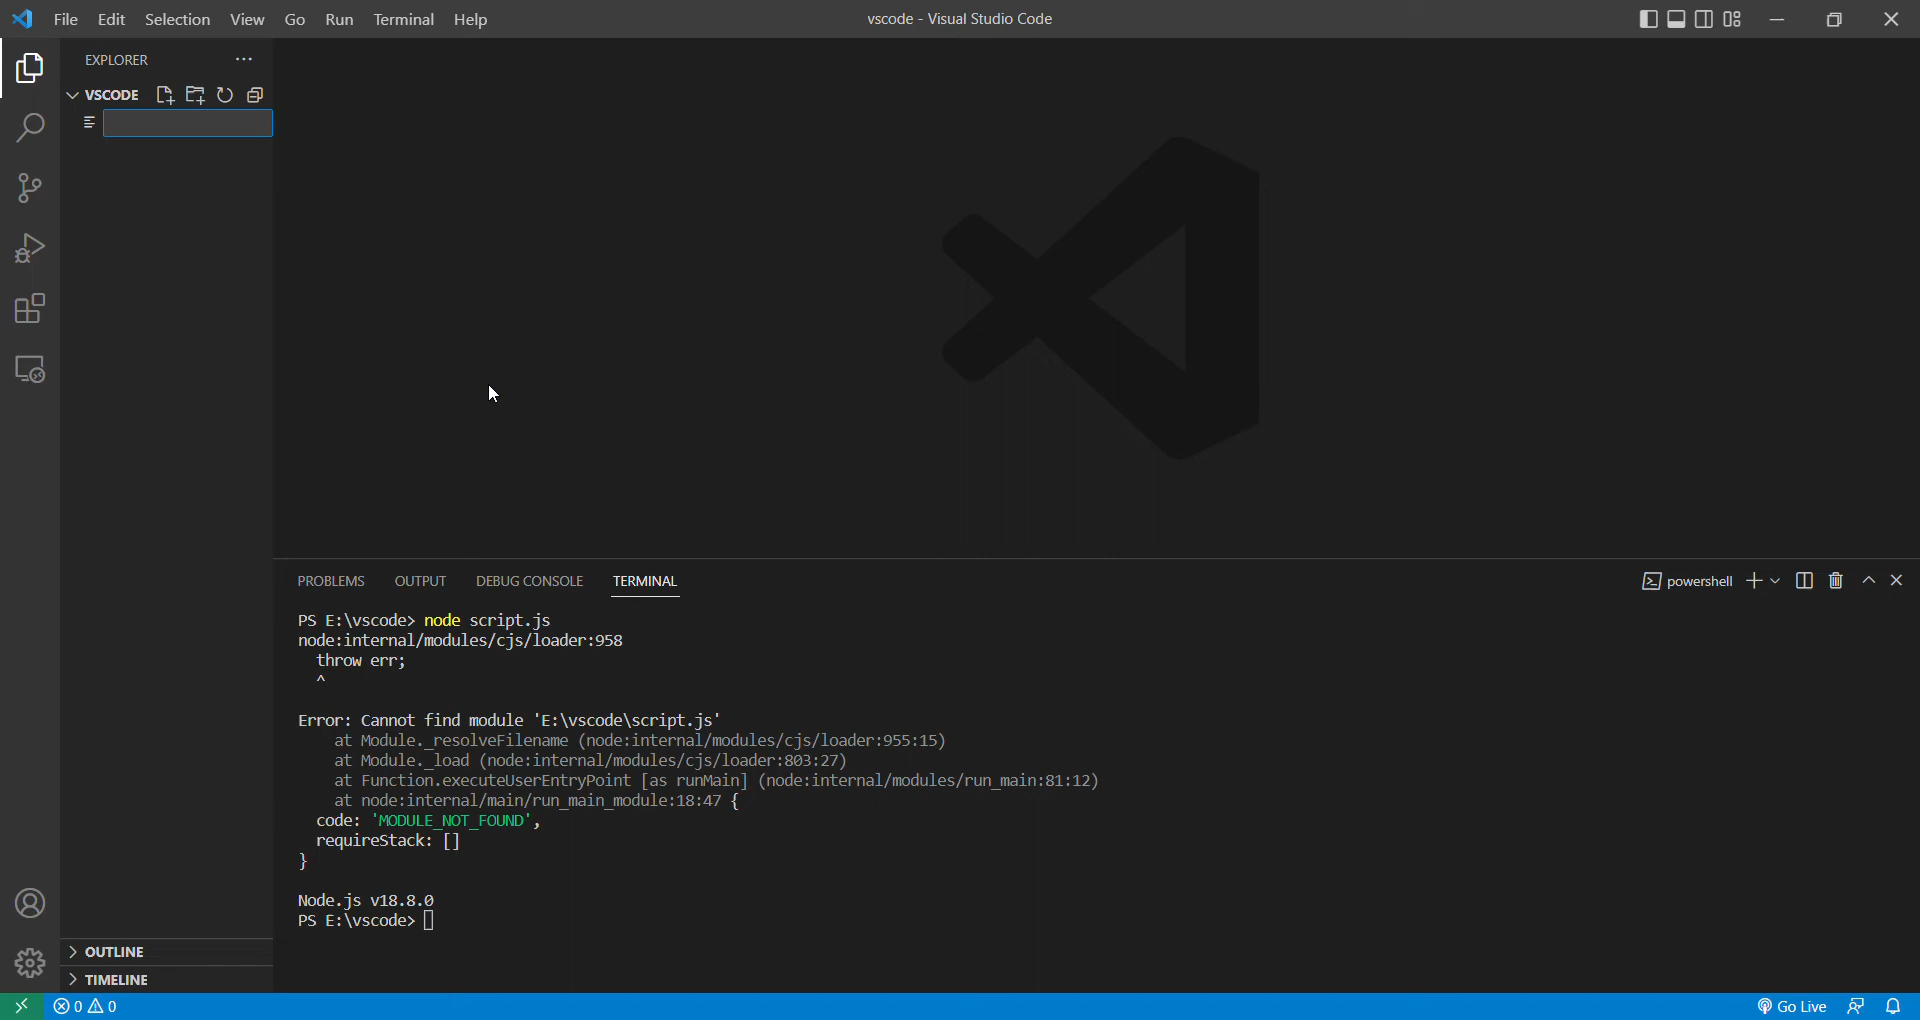 File Edit Selection View Go Run Terminal Help
vscode - Visual Studio Code
EXPLORER
VSCODE
OUTLINE
TIMELINE
PROBLEMS OUTPUT DEBUG CONSOLE TERMINAL
powershell
PS E:\vscode> node script.js
node:internal/modules/cjs/loader:958
  throw err;
  ^
Error: Cannot find module 'E:\vscode\script.js'
    at Module._resolveFilename (node:internal/modules/cjs/loader:955:15)
    at Module._load (node:internal/modules/cjs/loader:803:27)
    at Function.executeUserEntryPoint [as runMain] (node:internal/modules/run_main:81:12)
    at node:internal/main/run_main_module:18:47 {
  code: 'MODULE_NOT_FOUND',
  requireStack: []
}
Node.js v18.8.0
PS E:\vscode>
0 0
Go Live